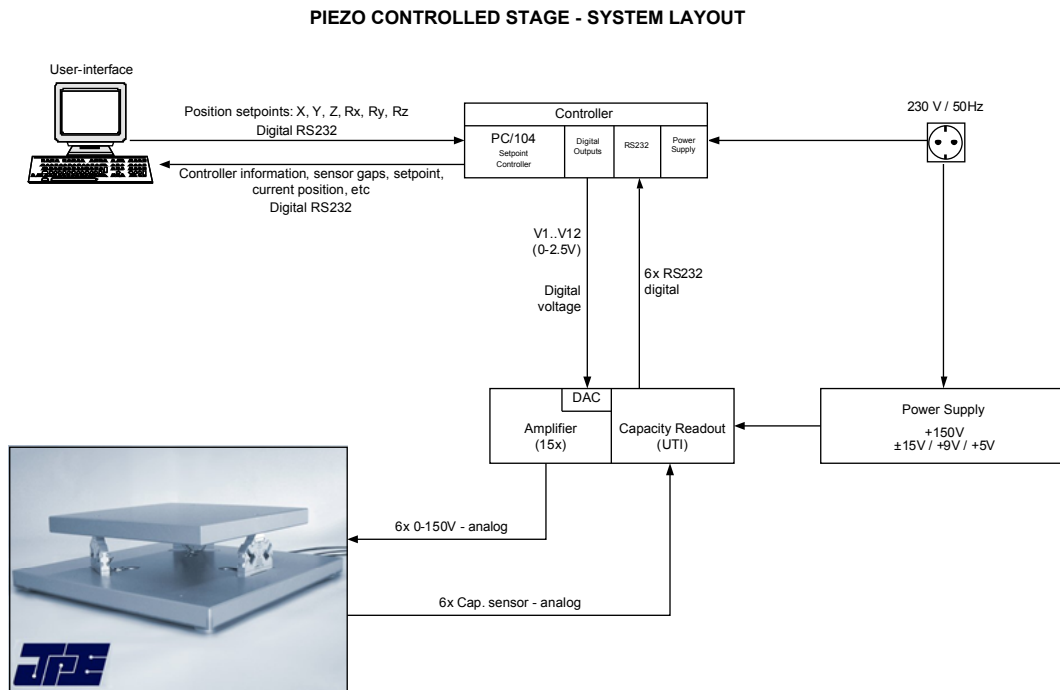 PIEZO CONTROLLED STAGE - SYSTEM LAYOUT
User-interface
Position setpoints: X, Y, Z, Rx, Ry, Rz
Digital RS232
Controller information, sensor gaps, setpoint,
current position, etc
Digital RS232
Controller
PC/104
Setpoint
Controller
Digital
Outputs
RS232
Power
Supply
230 V / 50Hz
V1..V12
(0-2.5V)
Digital
voltage
6x RS232
digital
DAC
Amplifier
(15x)
Capacity Readout
(UTI)
Power Supply
+150V
±15V / +9V / +5V
6x 0-150V - analog
6x Cap. sensor - analog
JPE